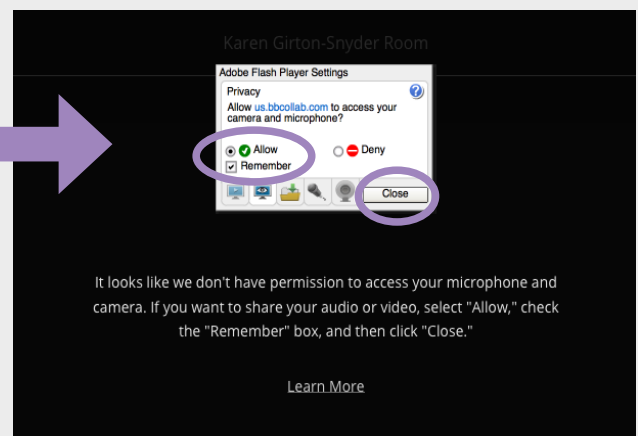 Karen Girton-Snyder Room
Adobe Flash Player Settings
Privacy
Allow us.bbcollab.com to access your
camera and microphone?
Allow
Deny
Remember
Close
It looks like we don't have permission to access your microphone and
camera. If you want to share your audio or video, select "Allow," check
the "Remember" box, and then click "Close."
Learn More